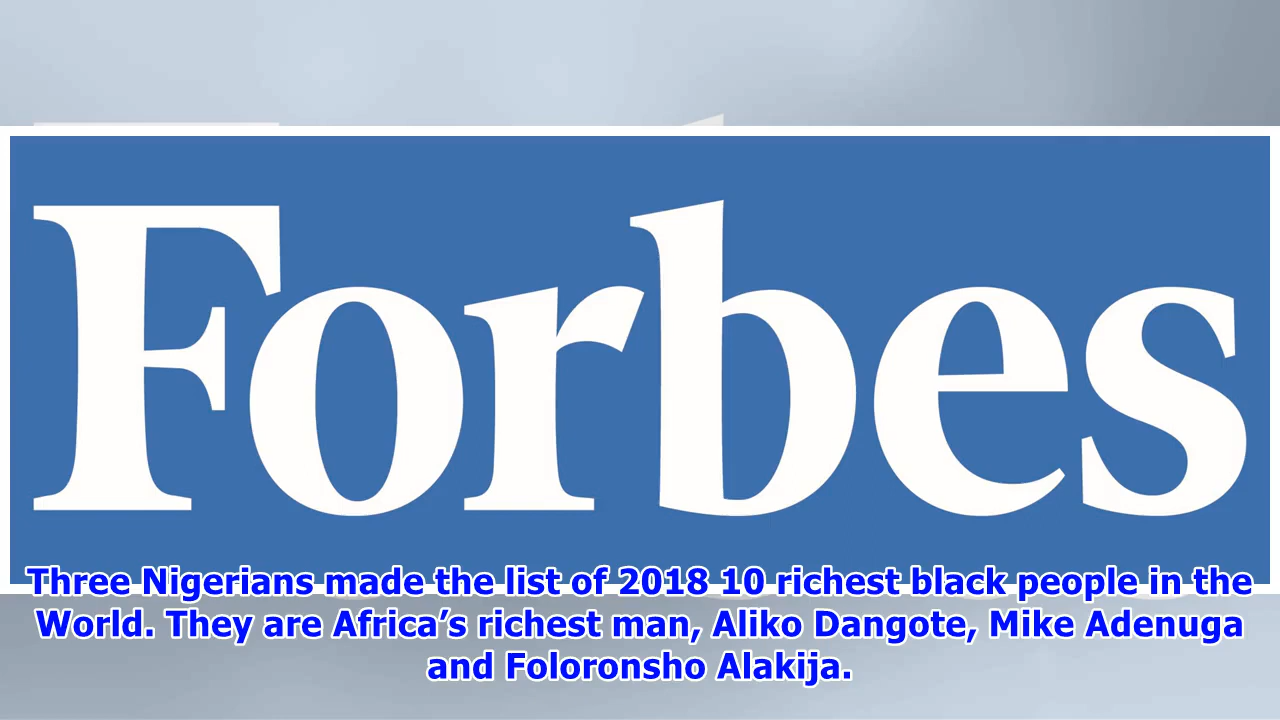 Forbes
Three Nigerians made the list of 2018 10 richest black people in the
World. They are Africa’s richest man, Aliko Dangote, Mike Adenuga
and Foloronsho Alakija.